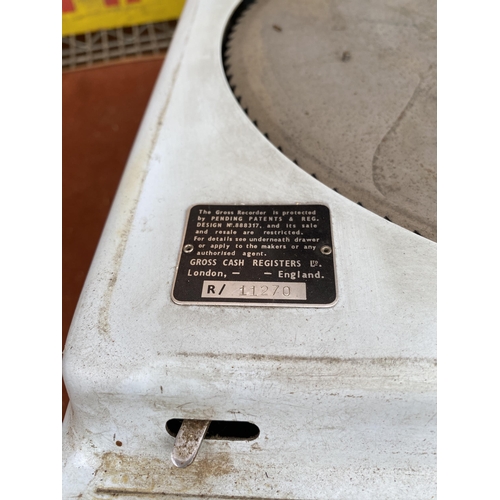 The Gross Recorder is protected
by PENDING PATENTS & REG.
DESIGN Nº.888317, and its sale
and resale are restricted.
For details see underneath drawer
or apply to the makers or any
authorised agent.
GROSS CASH REGISTERS Lᴰ.
London, — — England.
R/ 11270